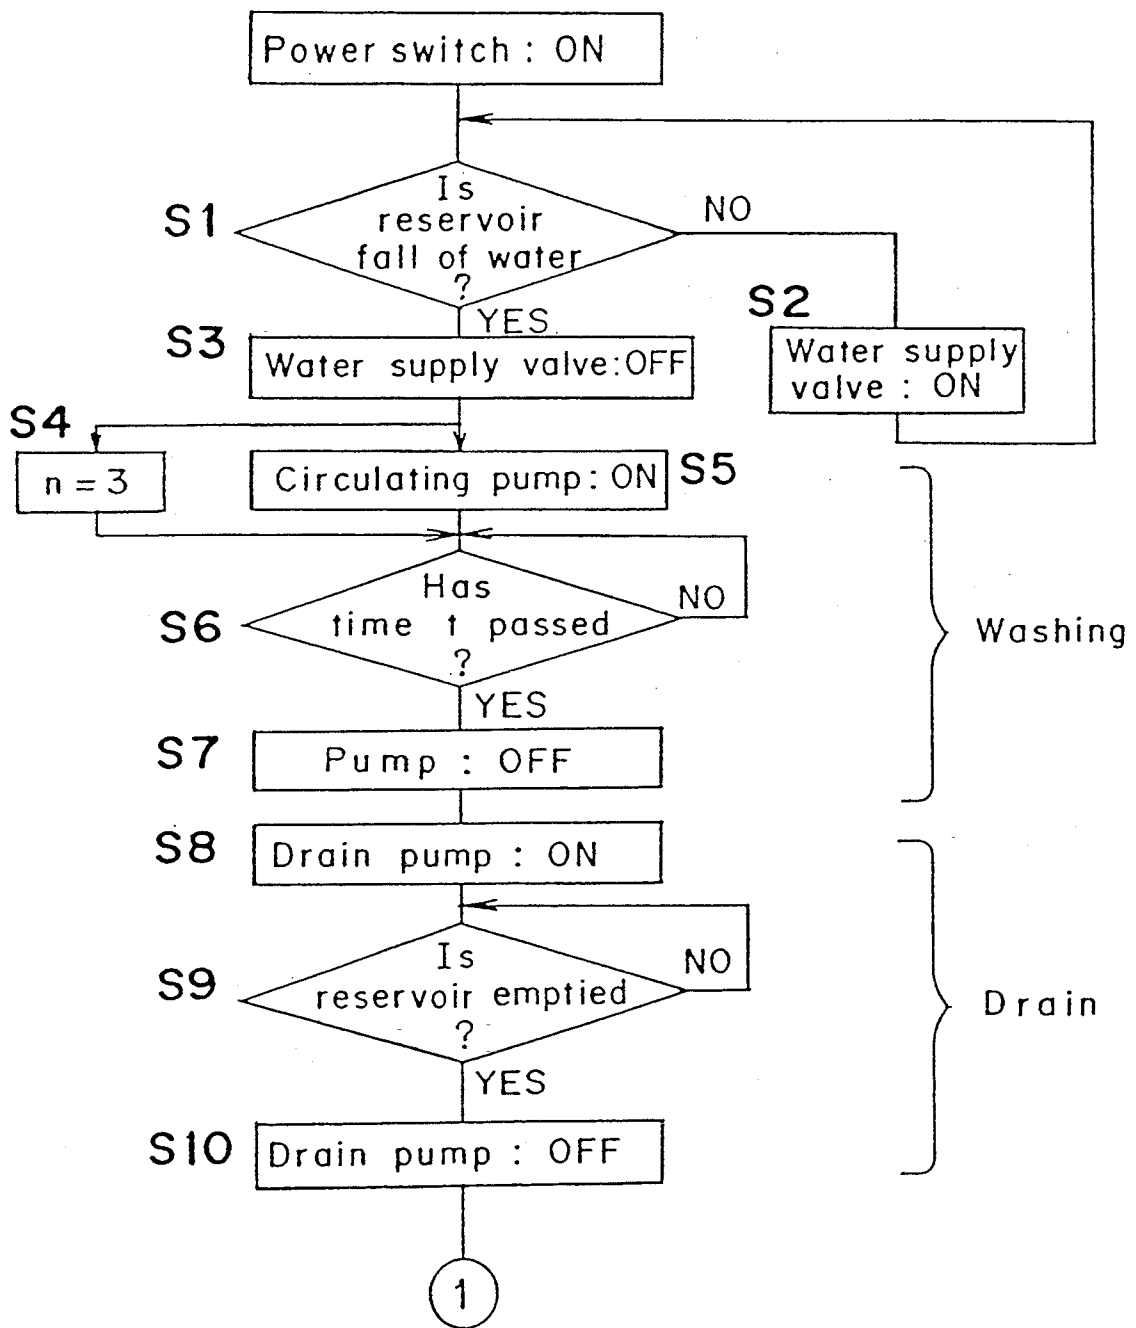 Power switch : ON
S1
Is
reservoir
fall of water
?
NO
YES
S2
Water supply
valve : ON
S3
Water supply valve:OFF
S4
n = 3
Circulating pump: ON
S5
S6
Has
time t passed
?
NO
YES
Washing
S7
Pump : OFF
S8
Drain pump : ON
S9
Is
reservoir emptied
?
NO
YES
Drain
S10
Drain pump : OFF
1